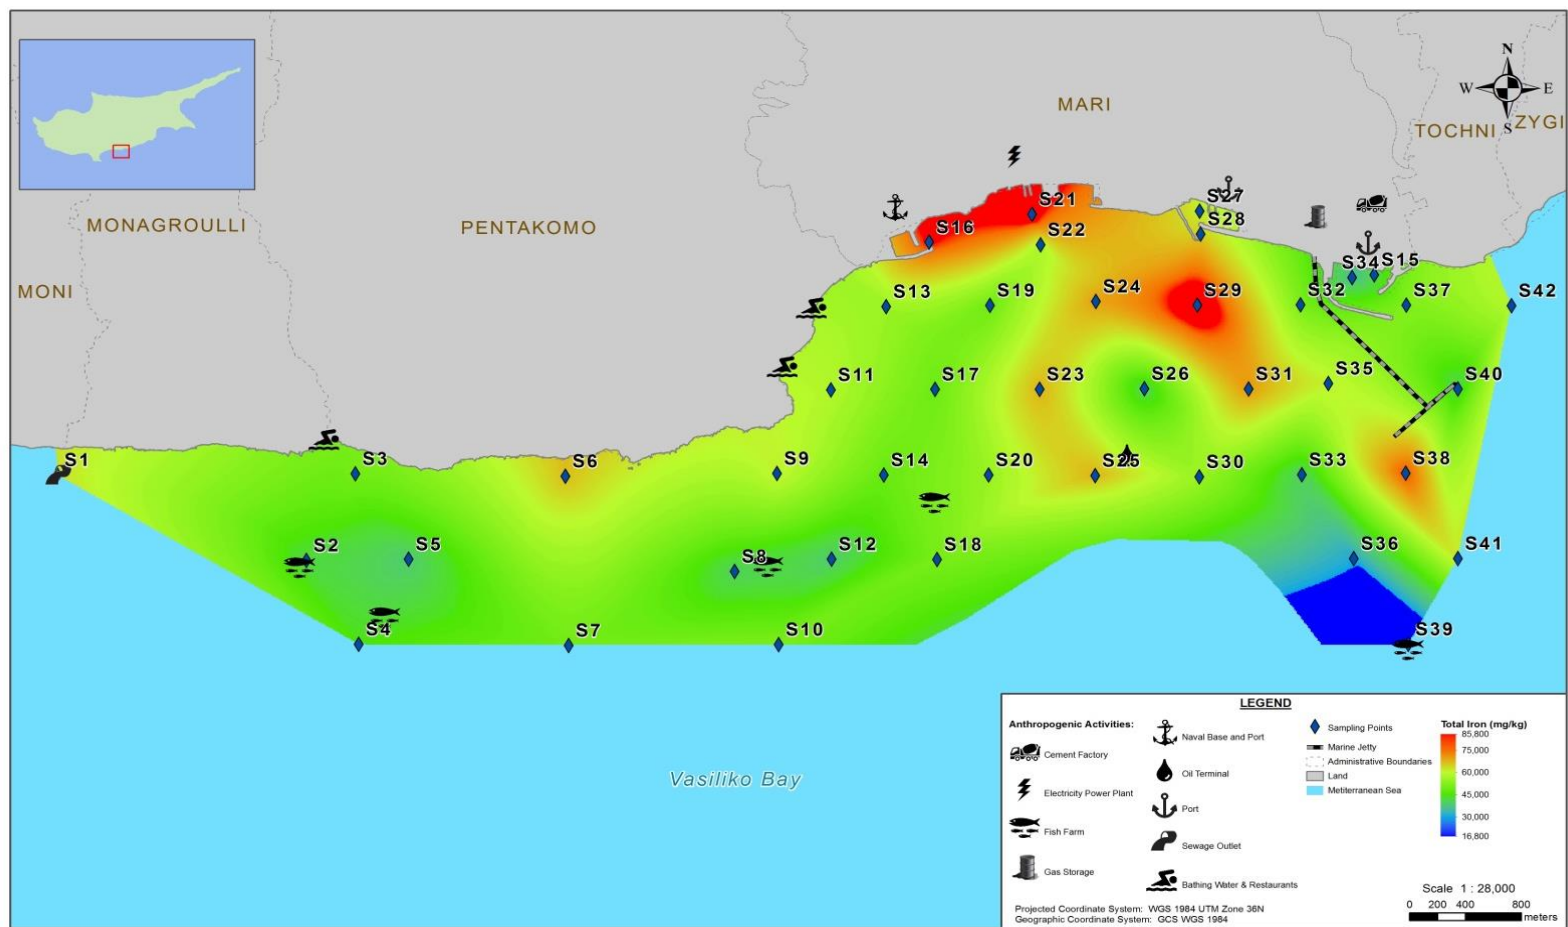 N
W
E
S
MARI
TOCHNI
ZYGI
MONAGROULLI
PENTAKOMO
MONI
S27
S21
S28
S16
S22
S34
S15
S13
S19
S24
S29
S32
S37
S42
S11
S17
S23
S26
S31
S35
S40
S1
S3
S6
S9
S14
S20
S25
S30
S33
S38
S2
S5
S8
S12
S18
S36
S41
S4
S7
S10
S39
Vasiliko Bay
LEGEND
Anthropogenic Activities:
Cement Factory
Electricity Power Plant
Fish Farm
Gas Storage
Naval Base and Port
Oil Terminal
Port
Sewage Outlet
Bathing Water & Restaurants
Sampling Points
Marine Jetty
Administrative Boundaries
Land
Metiterranean Sea
Total Iron (mg/kg)
85,800
75,000
60,000
45,000
30,000
16,800
Scale 1 : 28,000
0 200 400 800
meters
Projected Coordinate System: WGS 1984 UTM Zone 36N
Geographic Coordinate System: GCS WGS 1984